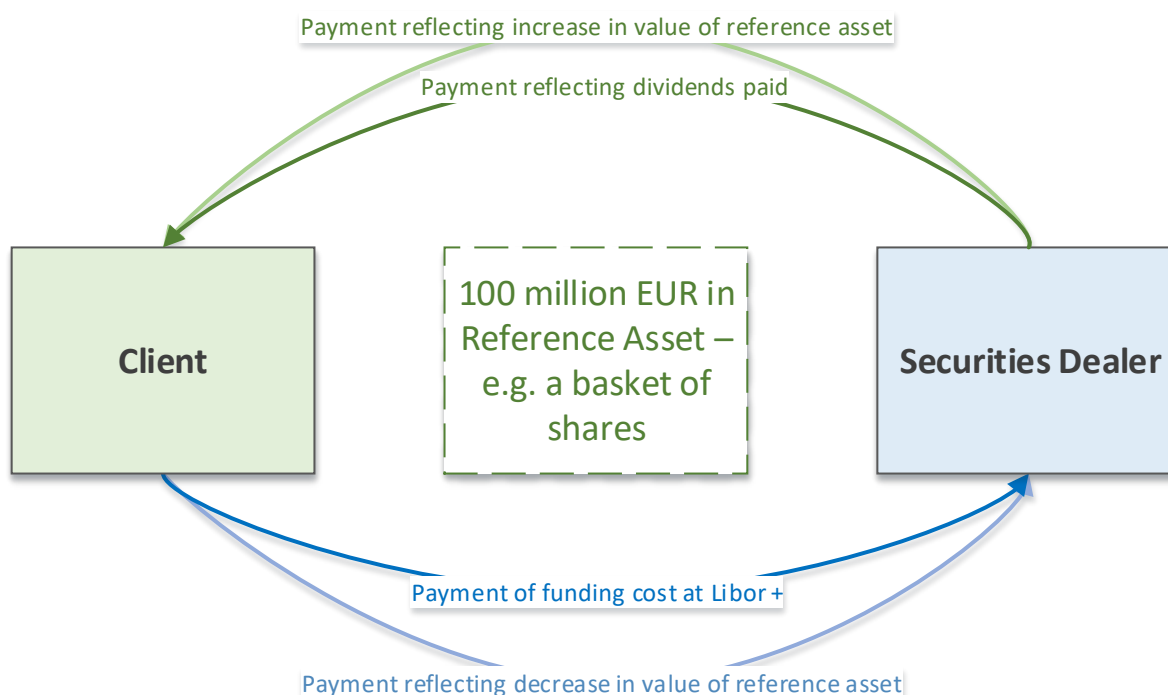 Payment reflecting increase in value of reference asset
Payment reflecting dividends paid
Client
100 million EUR in
Reference Asset –
e.g. a basket of
shares
Securities Dealer
Payment of funding cost at Libor +
Payment reflecting decrease in value of reference asset